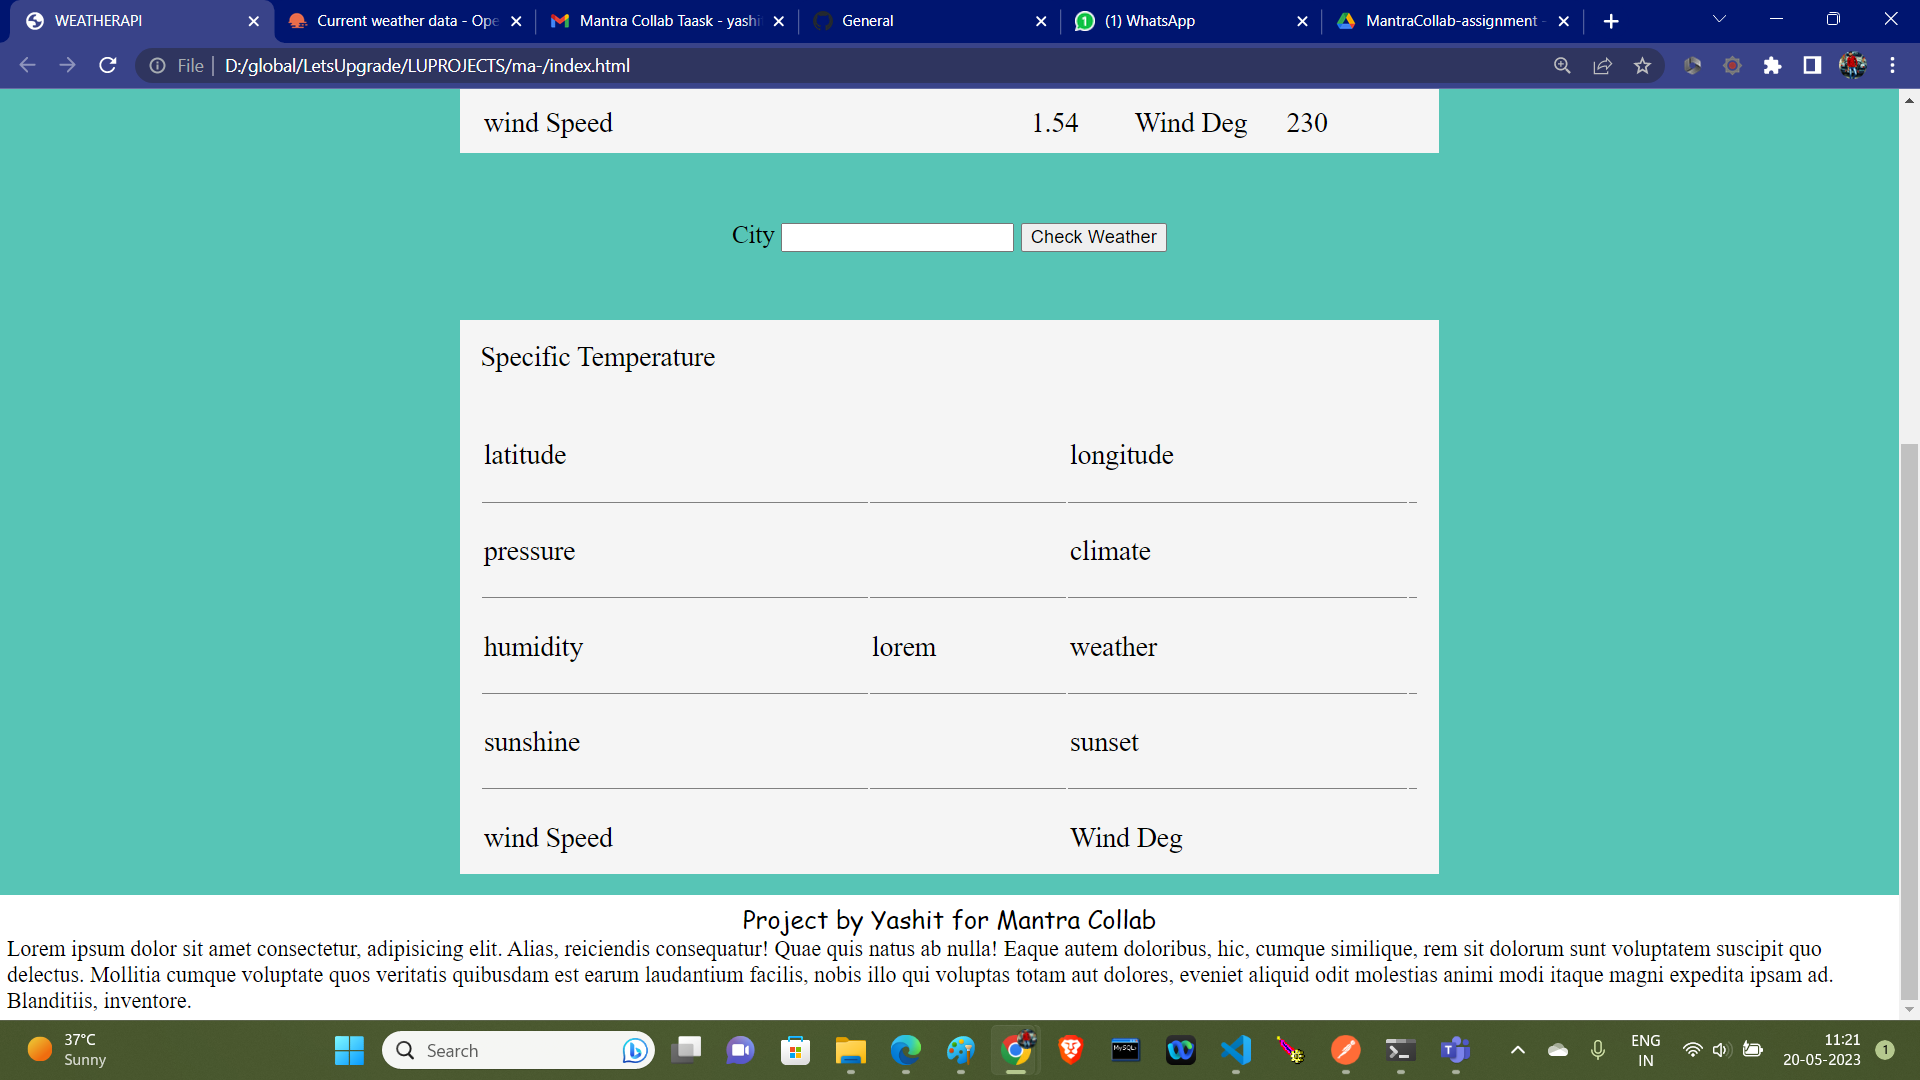 WEATHERAPI
Current weather data - Ope
Mantra Collab Taask - yashi
General
(1) WhatsApp
MantraCollab-assignment -
File | D:/global/LetsUpgrade/LUPROJECTS/ma-/index.html
wind Speed 1.54 Wind Deg 230
City Check Weather
Specific Temperature
latitude longitude
pressure climate
humidity lorem weather
sunshine sunset
wind Speed Wind Deg
Project by Yashit for Mantra Collab
Lorem ipsum dolor sit amet consectetur, adipisicing elit. Alias, reiciendis consequatur! Quae quis natus ab nulla! Eaque autem doloribus, hic, cumque similique, rem sit dolorum sunt voluptatem suscipit quo
delectus. Mollitia cumque voluptate quos veritatis quibusdam est earum laudantium facilis, nobis illo qui voluptas totam aut dolores, eveniet aliquid odit molestias animi modi itaque magni expedita ipsam ad.
Blanditiis, inventore.
37°C
Sunny
Search
MySQL
ENG
IN
11:21
20-05-2023
1